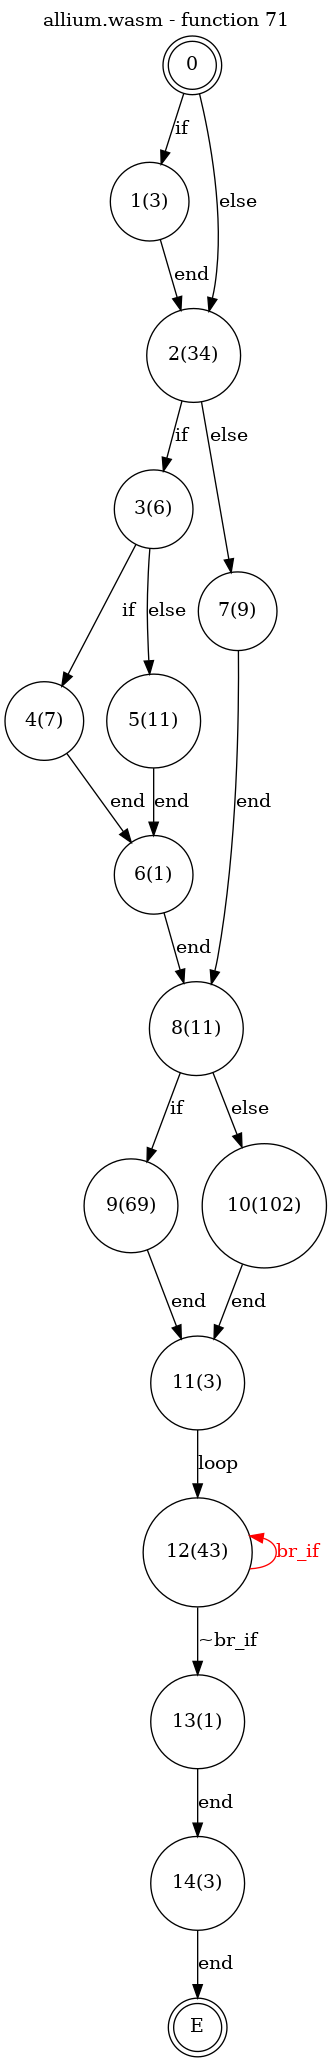 allium.wasm - function 71
0
if
else
1(3)
end
2(34)
if
else
3(6)
if
else
7(9)
4(7)
5(11)
end
end
end
6(1)
end
8(11)
if
else
9(69)
10(102)
end
end
11(3)
loop
12(43)
br_if
~br_if
13(1)
end
14(3)
end
E